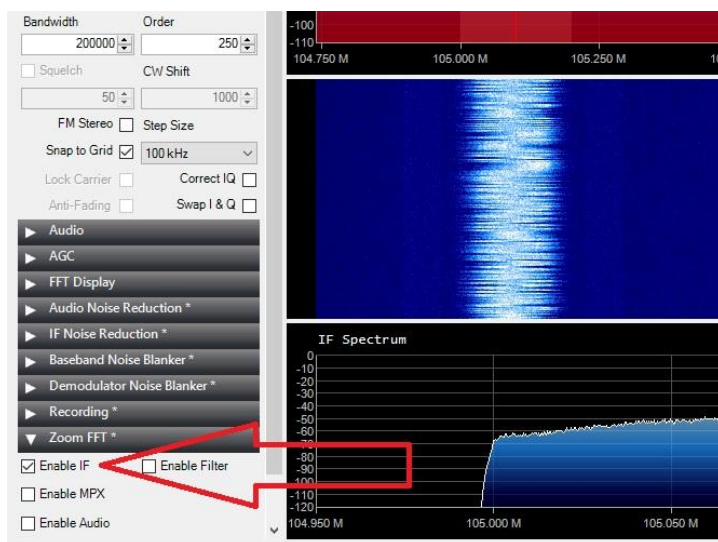 Bandwidth Order
200000 250
Squelch CW Shift
50 1000
FM Stereo Step Size
Snap to Grid 100 kHz
Lock Carrier Correct IQ
Anti-Fading Swap I & Q
Audio
AGC
FFT Display
Audio Noise Reduction *
IF Noise Reduction *
Baseband Noise Blanker *
Demodulator Noise Blanker *
Recording *
Zoom FFT *
Enable IF Enable Filter
Enable MPX
Enable Audio
-100
-110
104.750 M 105.000 M 105.250 M
IF Spectrum
0
-10
-20
-30
-40
-50
-60
-70
-80
-90
-100
-110
-120
104.950 M 105.000 M 105.050 M